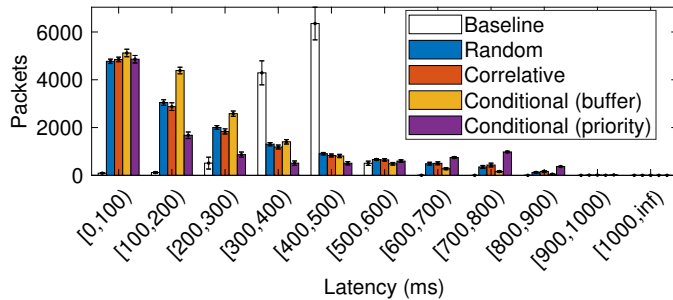 6000
4000
2000
0
Packets
Baseline
Random
Correlative
Conditional (buffer)
Conditional (priority)
[0,100)
[100,200)
[200,300)
[300,400)
[400,500)
[500,600)
[600,700)
[700,800)
[800,900)
[900,1000)
[1000,inf)
Latency (ms)